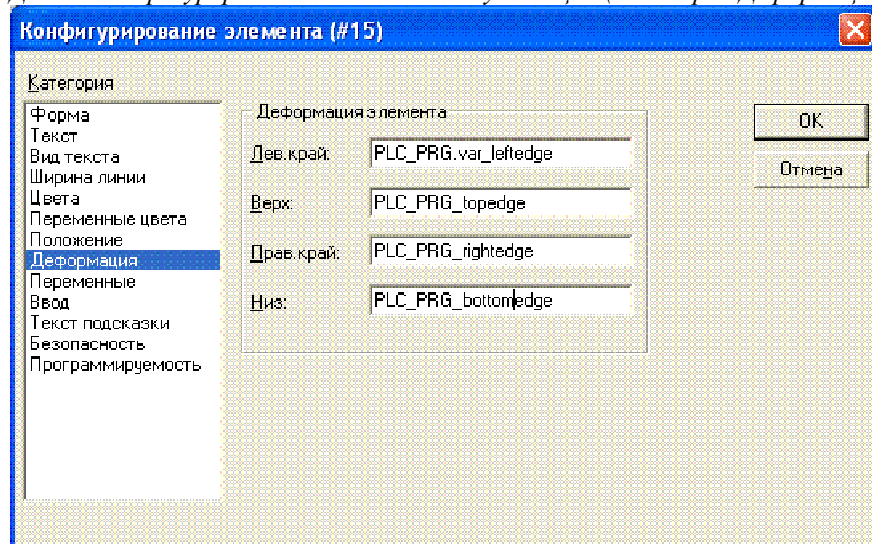 Конфигурирование элемента (#15)
Категория
Форма
Текст
Вид текста
Ширина линии
Цвета
Переменные цвета
Положение
Деформация
Переменные
Ввод
Текст подсказки
Безопасность
Программируемость
Деформация элемента
Лев.край:
PLC_PRG.var_leftedge
Верх:
PLC_PRG_topedge
Прав.край:
PLC_PRG_rightedge
Низ:
PLC_PRG_bottomedge
OK
Отмена